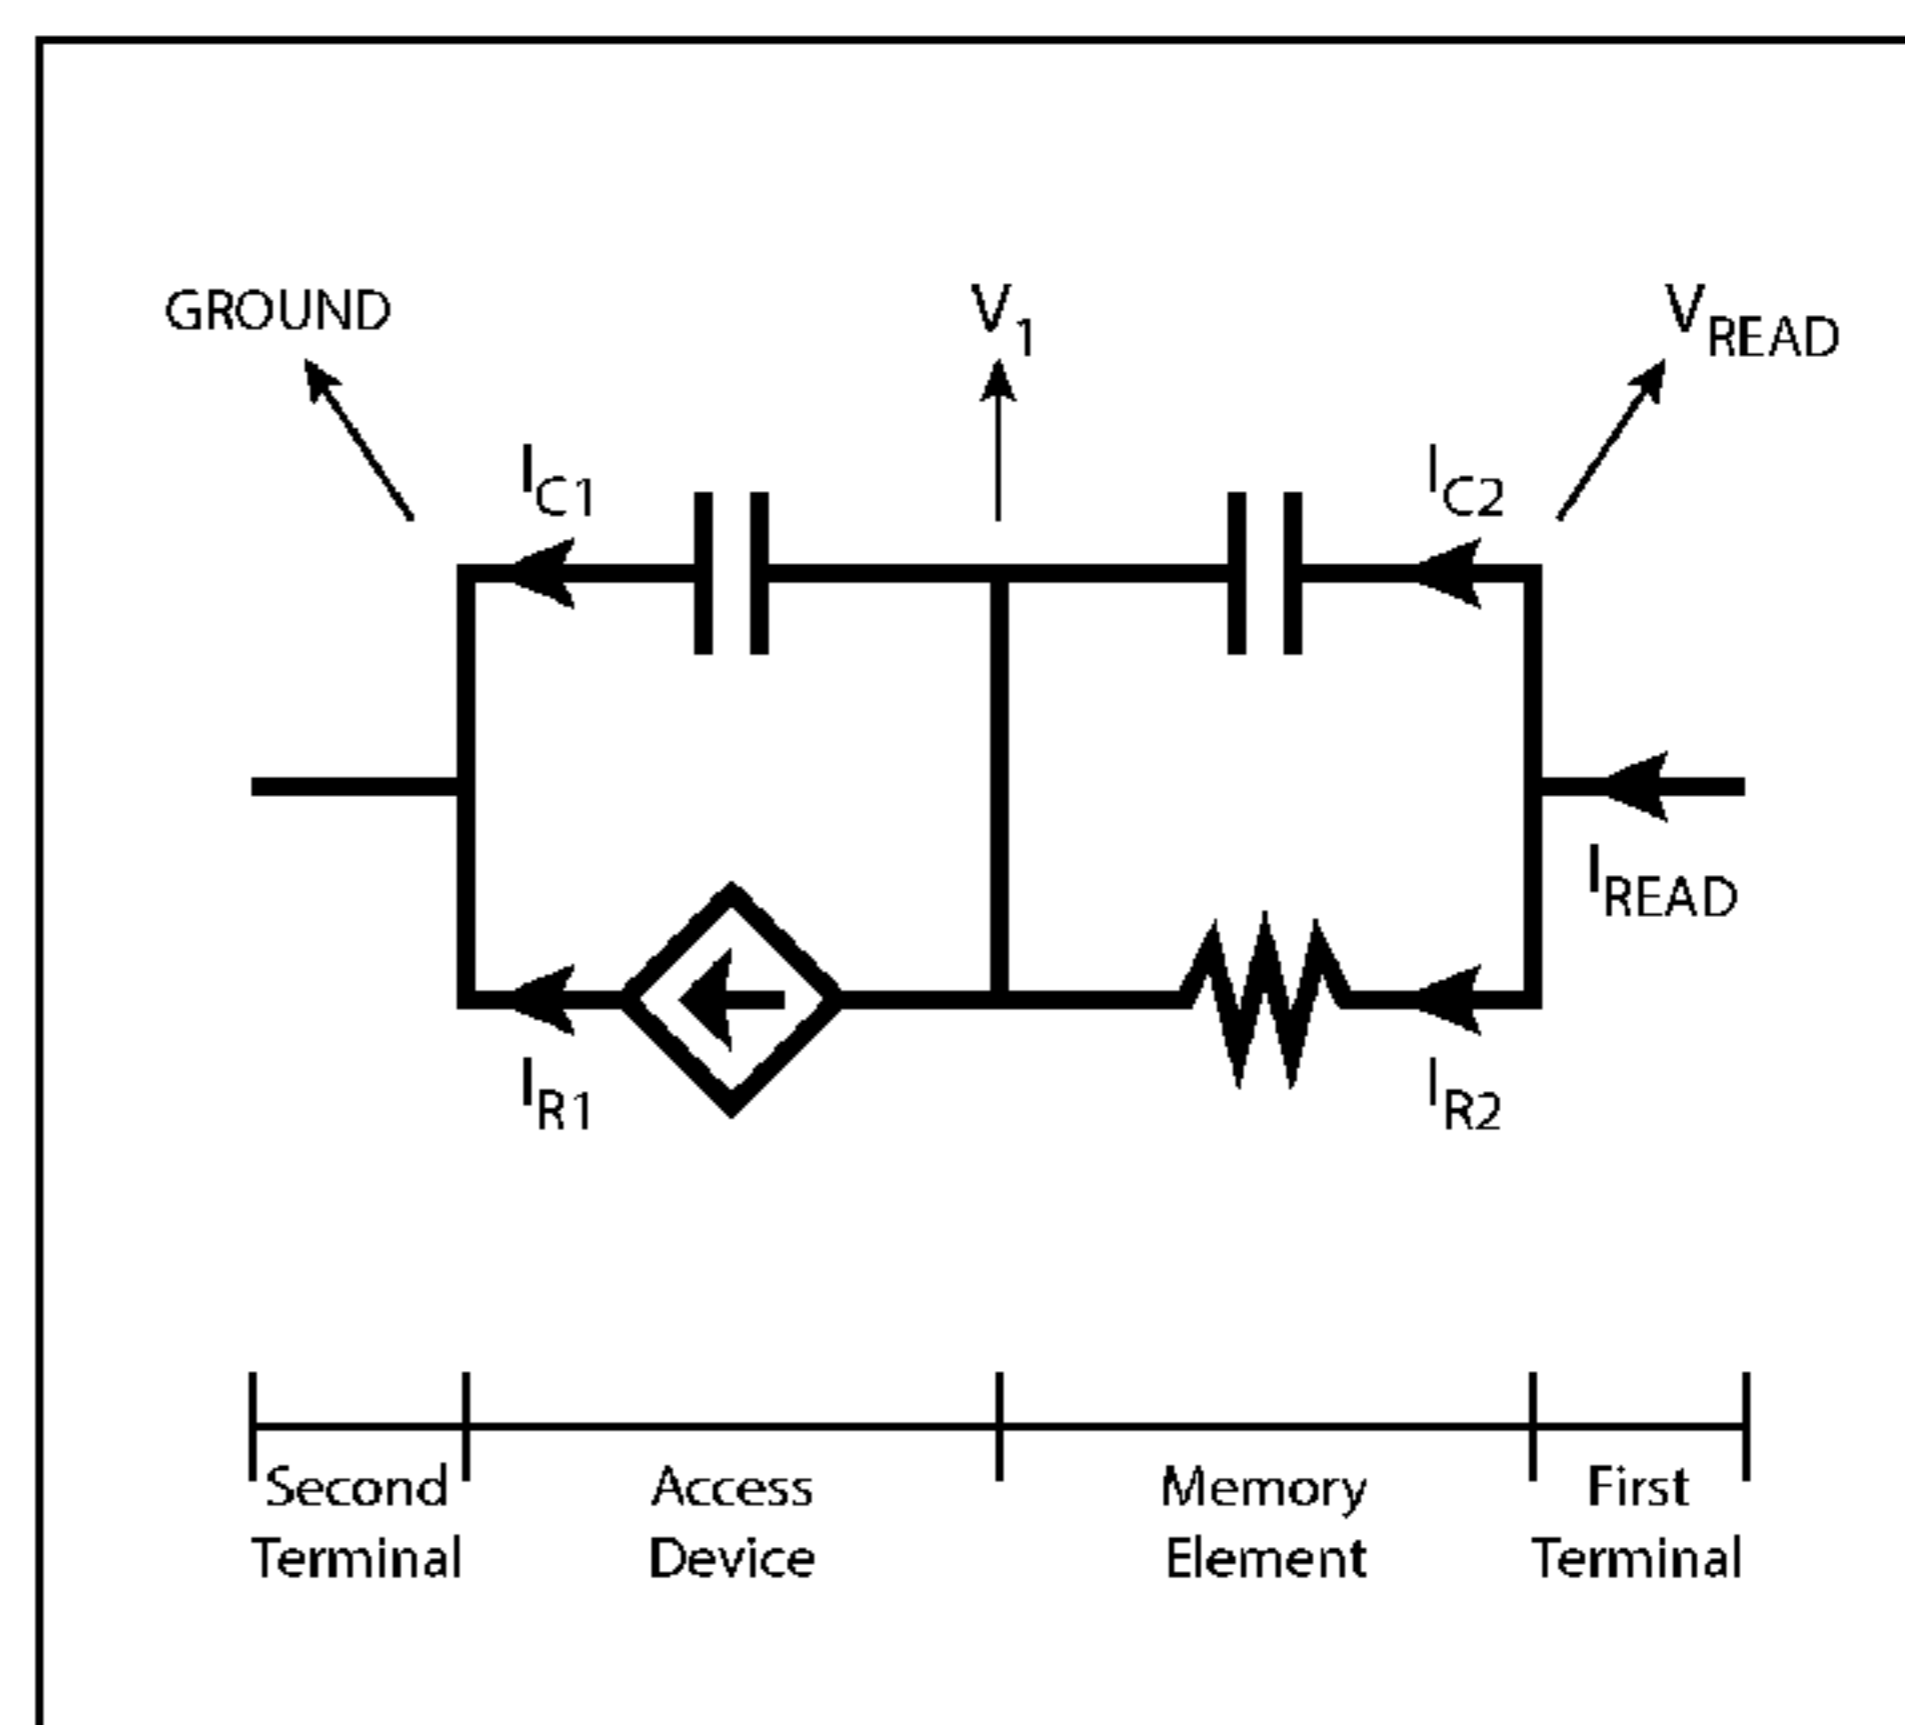 GROUND V1 VREAD
IC1 IC2
IREAD
IR1 IR2
Second Terminal
Access Device
Memory Element
First Terminal